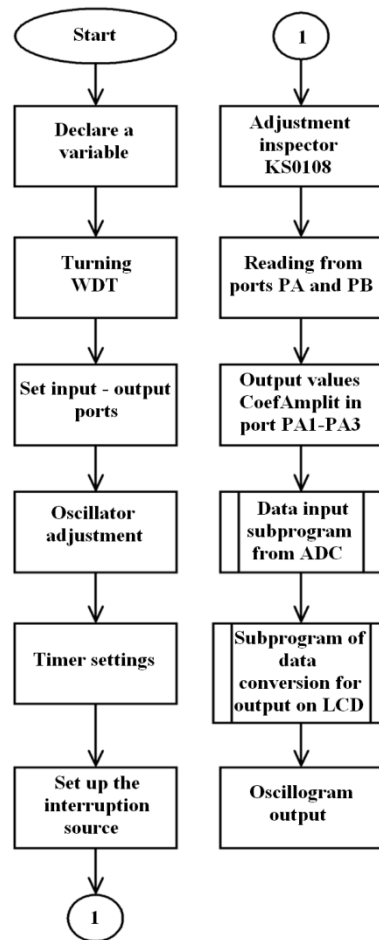 Start
Declare a
variable
Turning
WDT
Set input - output
ports
Oscillator
adjustment
Timer settings
Set up the
interruption
source
1
1
Adjustment
inspector
KS0108
Reading from
ports PA and PB
Output values
CoefAmplit in
port PA1-PA3
Data input
subprogram
from ADC
Subprogram of
data
conversion for
output on LCD
Oscillogram
output